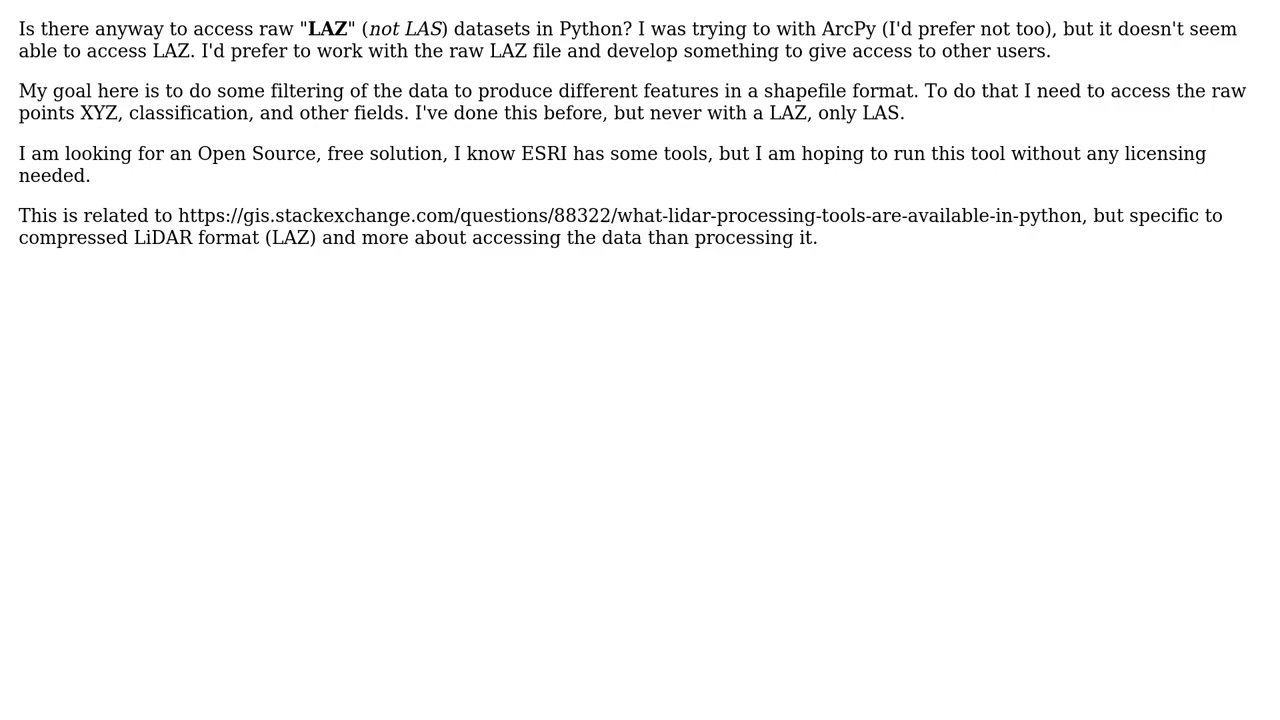 Is there anyway to access raw "LAZ" (not LAS) datasets in Python? I was trying to with ArcPy (I'd prefer not too), but it doesn't seem
able to access LAZ. I'd prefer to work with the raw LAZ file and develop something to give access to other users.
My goal here is to do some filtering of the data to produce different features in a shapefile format. To do that I need to access the raw
points XYZ, classification, and other fields. I've done this before, but never with a LAZ, only LAS.
I am looking for an Open Source, free solution, I know ESRI has some tools, but I am hoping to run this tool without any licensing
needed.
This is related to https://gis.stackexchange.com/questions/88322/what-lidar-processing-tools-are-available-in-python, but specific to
compressed LiDAR format (LAZ) and more about accessing the data than processing it.